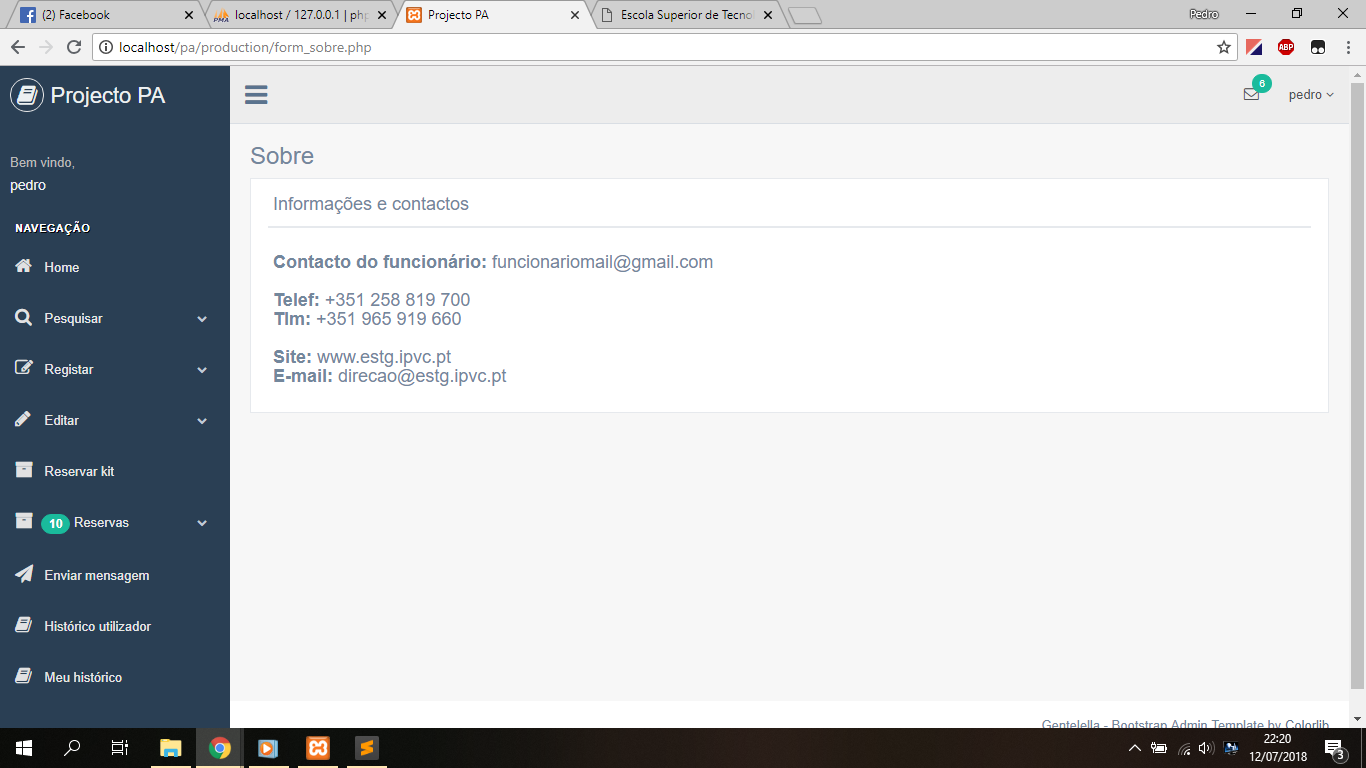 (2) Facebook
localhost / 127.0.0.1 | php
Projecto PA
Escola Superior de Tecno
Pedro
localhost/pa/production/form_sobre.php
ABP
Projecto PA
6
pedro
Bem vindo,
pedro
NAVEGAÇÃO
Home
Pesquisar
Registar
Editar
Reservar kit
10 Reservas
Enviar mensagem
Histórico utilizador
Meu histórico
Sobre
Informações e contactos
Contacto do funcionário: funcionariomail@gmail.com
Telef: +351 258 819 700
Tlm: +351 965 919 660
Site: www.estg.ipvc.pt
E-mail: direcao@estg.ipvc.pt
Gentelella - Bootstrap Admin Template by Colorlib
22:20
12/07/2018
3